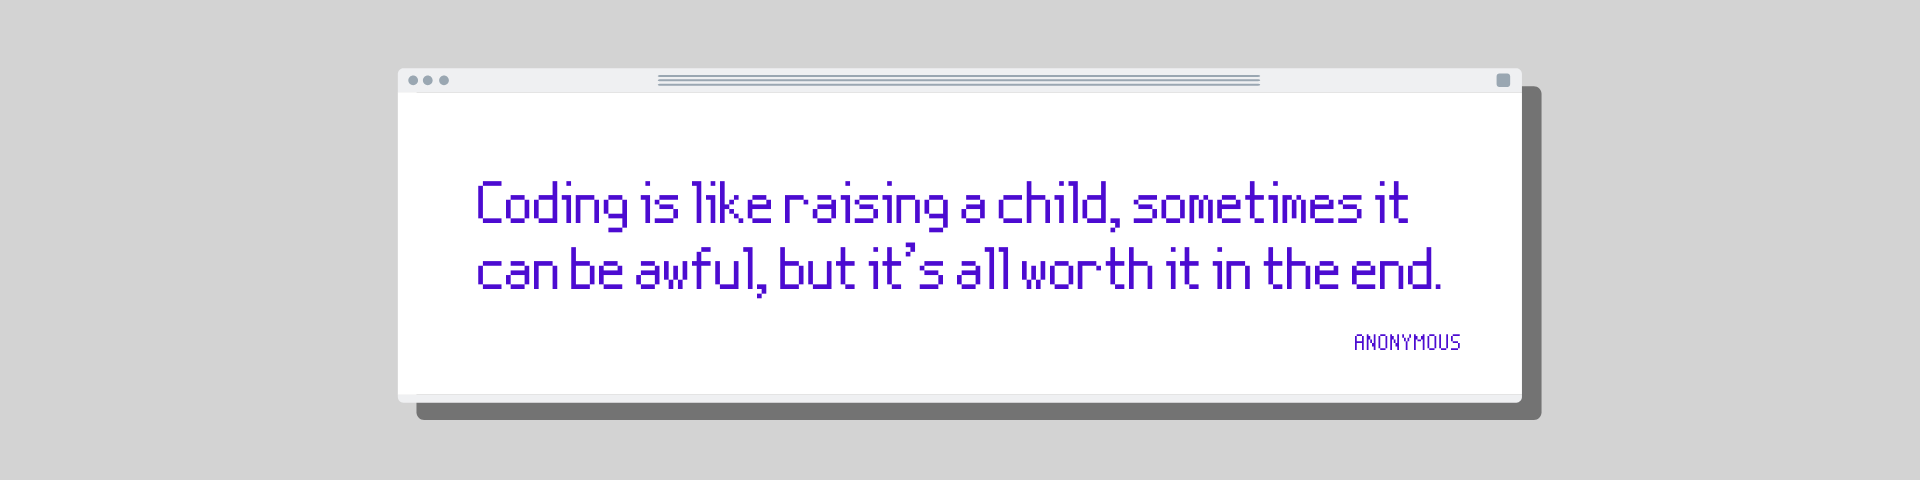 Coding is like raising a child, sometimes it
can be awful, but it's all worth it in the end.
ANONYMOUS